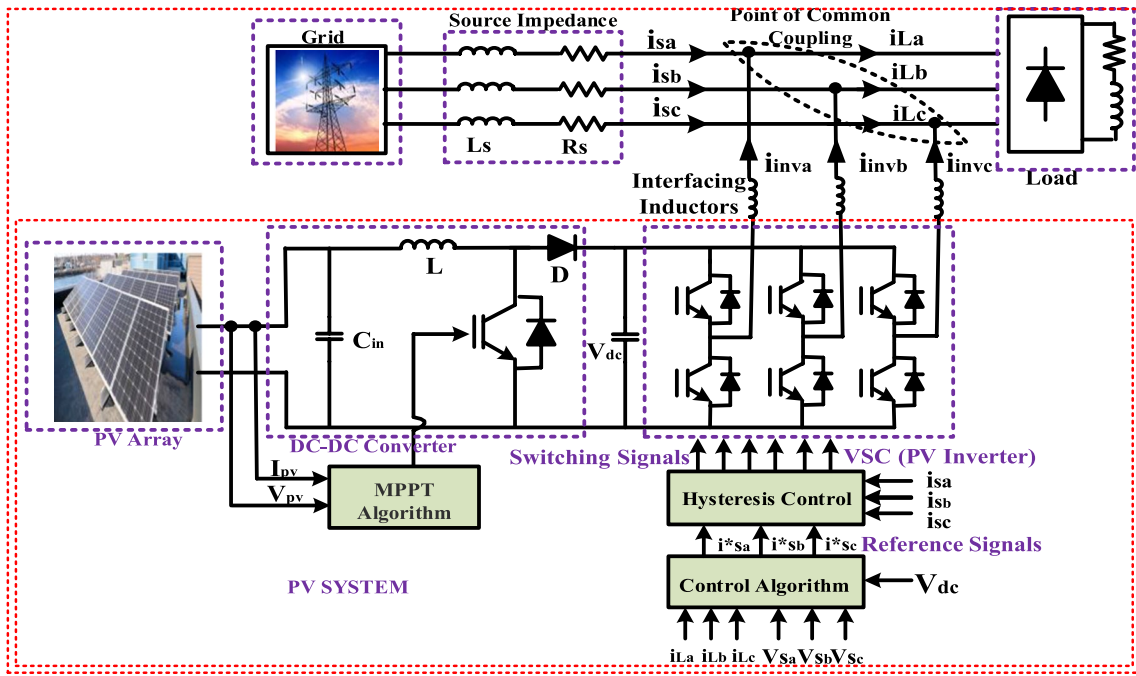 Source Impedance
Point of Common
Coupling
Grid
isa
iLa
isb
iLb
isc
iLc
Ls
Rs
iinva
iinvb
iinvc
Load
Interfacing
Inductors
L
D
Cin
Vdc
PV Array
DC-DC Converter
Switching Signals
VSC (PV Inverter)
Ipv
Vpv
MPPT
Algorithm
Hysteresis Control
isa
isb
isc
i*sa
i*sb
i*sc
Reference Signals
PV SYSTEM
Control Algorithm
Vdc
iLa
iLb
iLc
Vsa
Vsb
Vsc